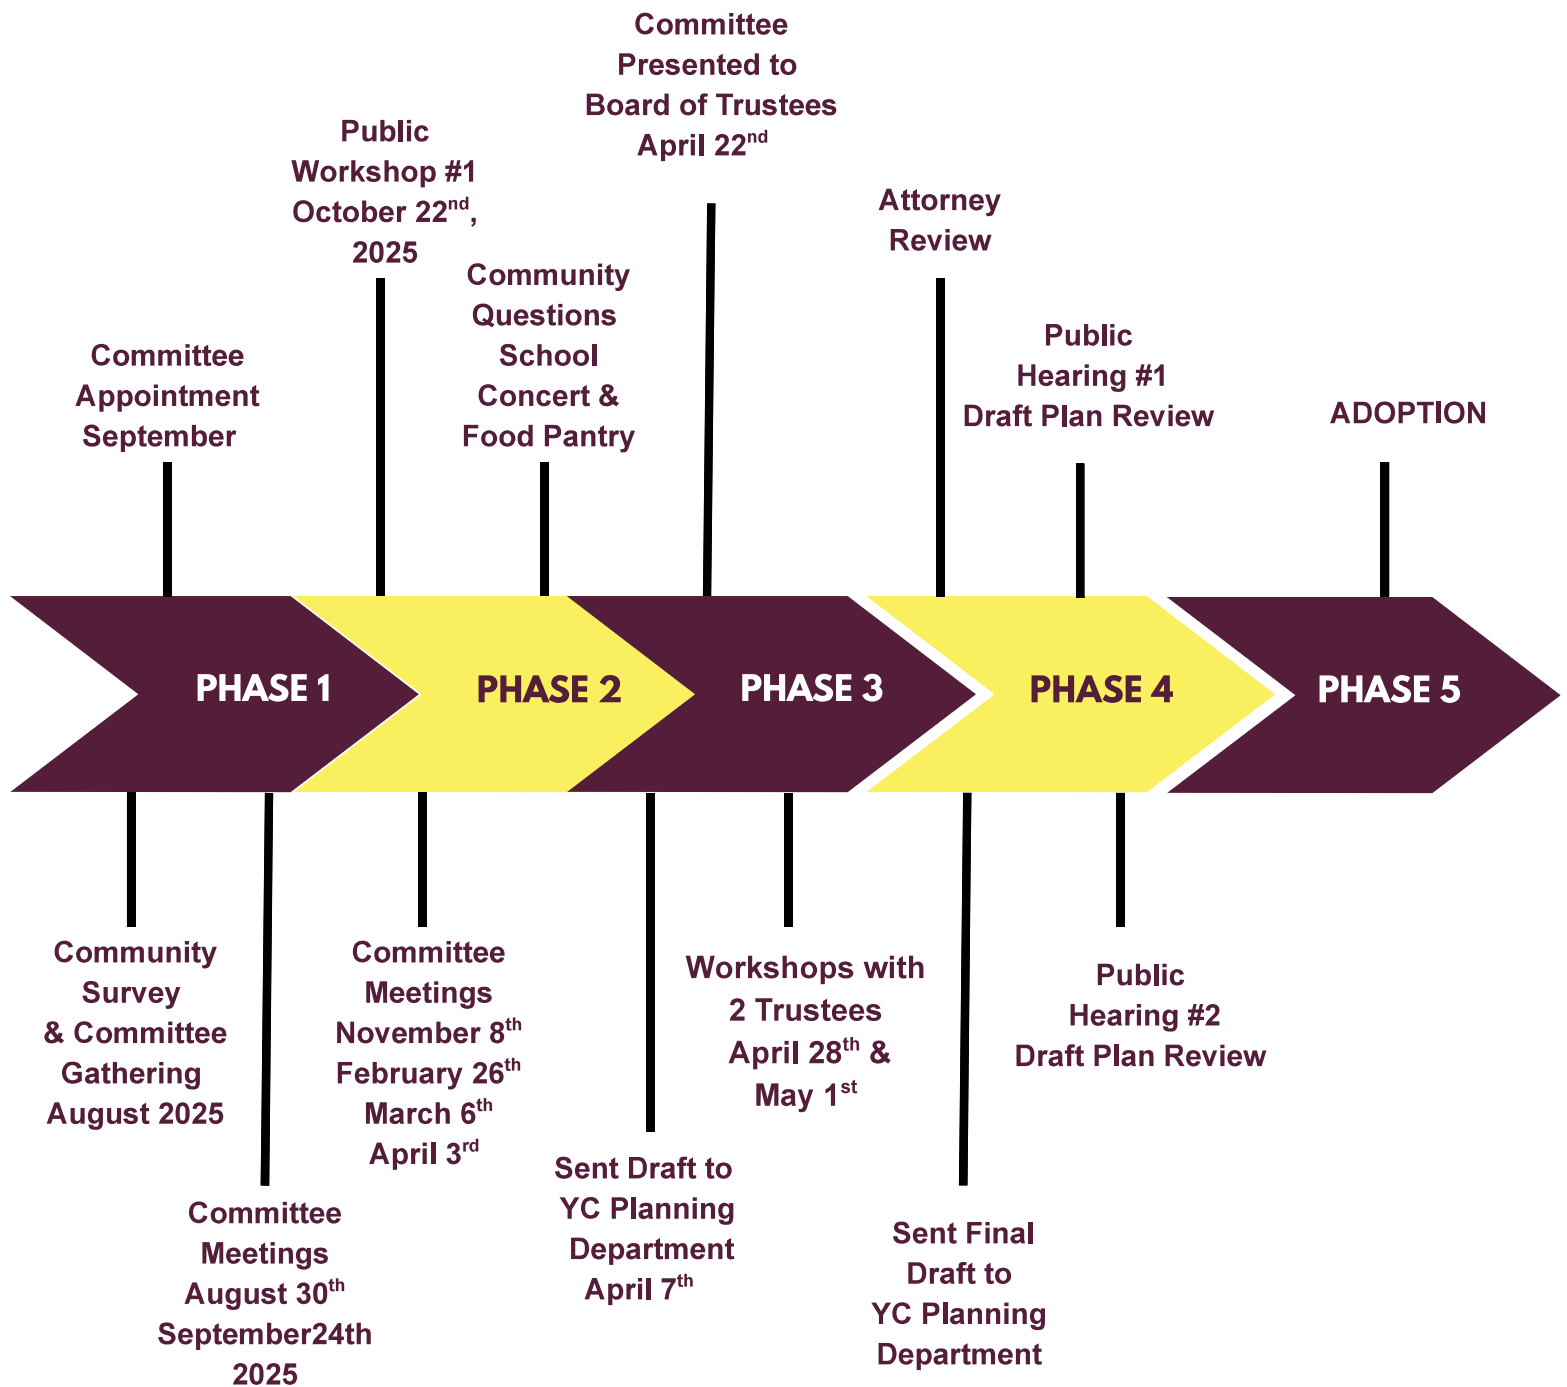 Committee
Presented to
Board of Trustees
April 22nd
Public
Workshop #1
October 22nd,
2025
Attorney
Review
Community
Questions
School
Concert &
Food Pantry
Public
Hearing #1
Draft Plan Review
Committee
Appointment
September
ADOPTION
PHASE 1
PHASE 2
PHASE 3
PHASE 4
PHASE 5
Community
Survey
& Committee
Gathering
August 2025
Committee
Meetings
August 30th
September24th
2025
Committee
Meetings
November 8th
February 26th
March 6th
April 3rd
Sent Draft to
YC Planning
Department
April 7th
Workshops with
2 Trustees
April 28th &
May 1st
Sent Final
Draft to
YC Planning
Department
Public
Hearing #2
Draft Plan Review